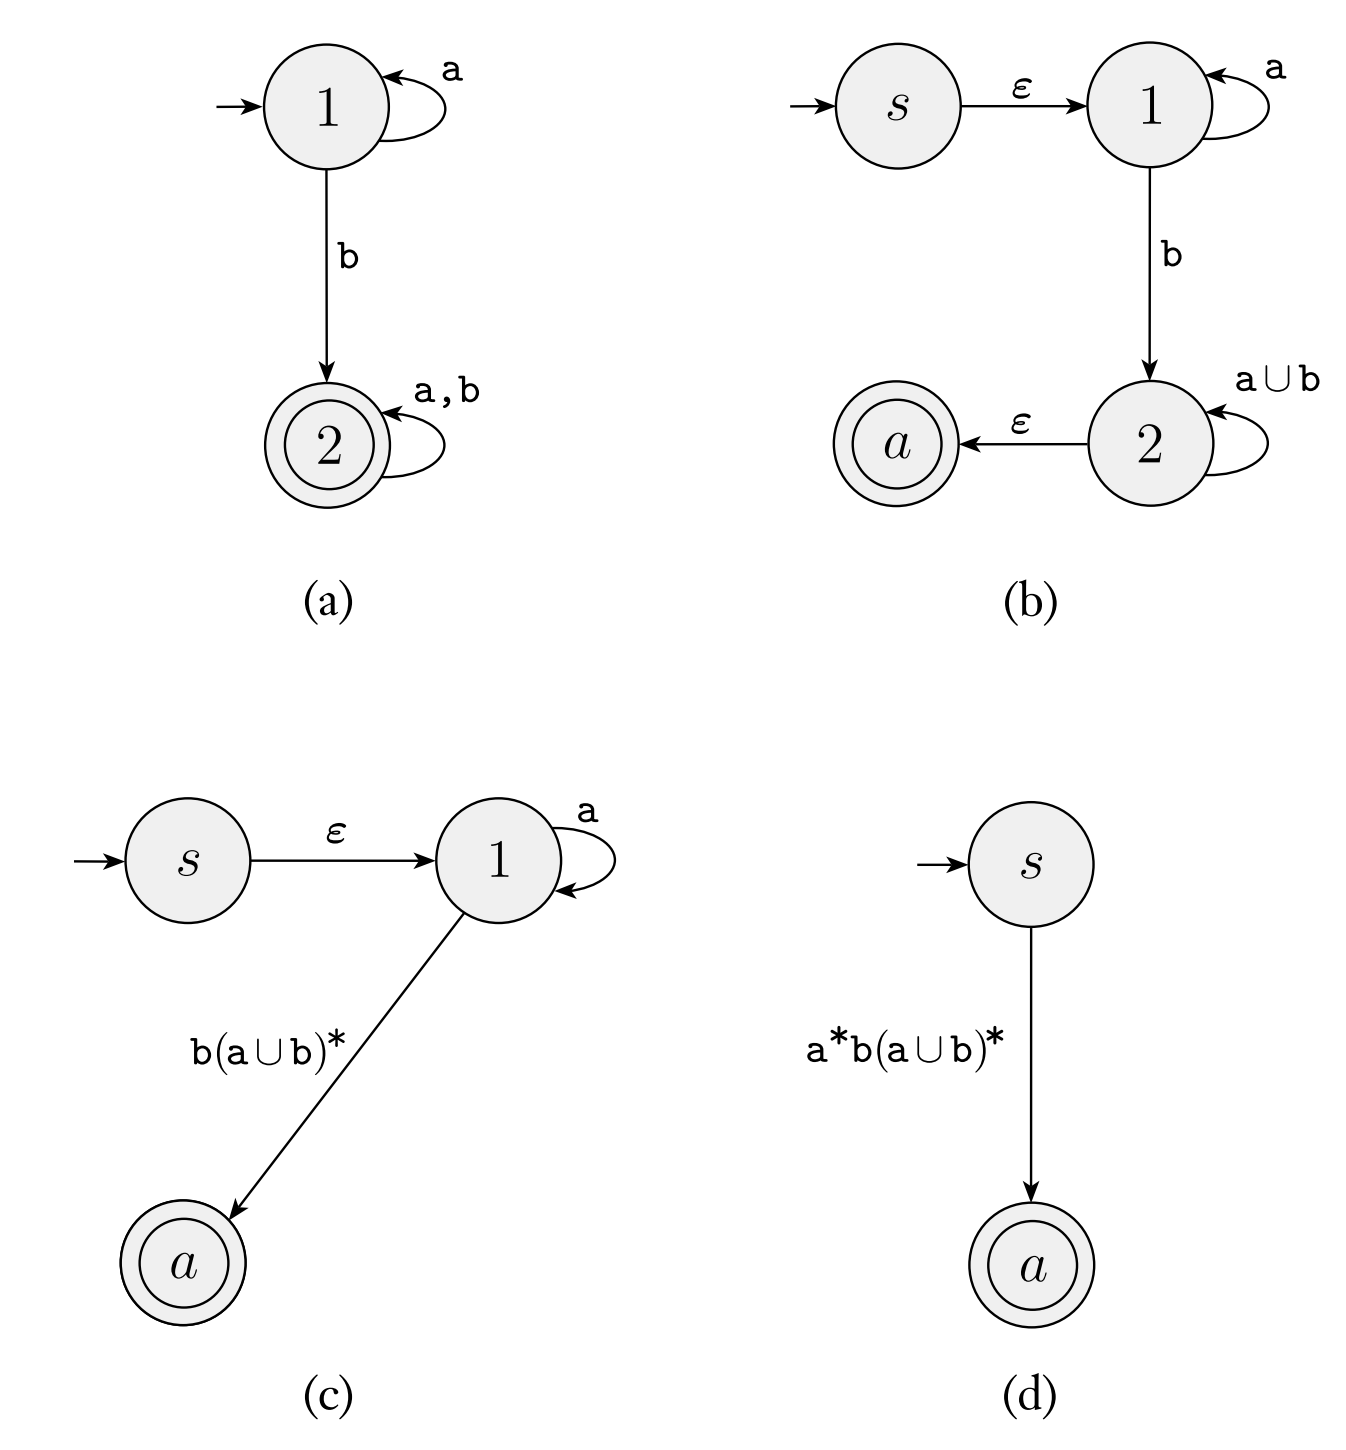 1 a
b
a,b
2
(a)
s ε 1 a
b
a∪b
a ε 2
(b)
s ε 1 a
b(a∪b)*
a
(c)
s
a*b(a∪b)*
a
(d)